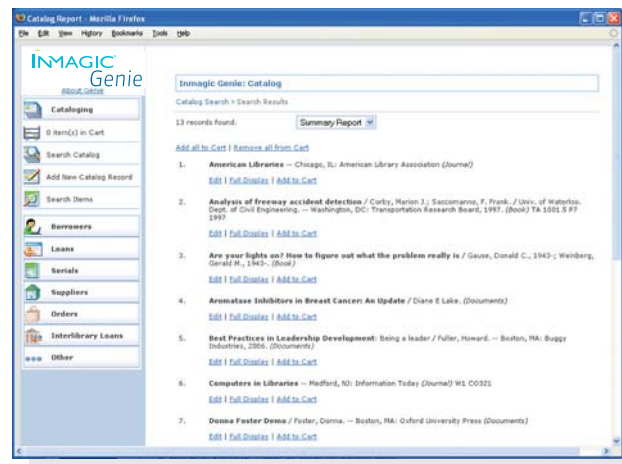 Catalog Report - Mozilla Firefox
File Edit View History Bookmarks Tools Help
INMAGIC
Genie
About Genie
Cataloging
0 item(s) in Cart
Search Catalog
Add New Catalog Record
Search Items
Borrowers
Loans
Serials
Suppliers
Orders
Interlibrary Loans
Other
Inmagic Genie: Catalog
Catalog Search > Search Results
13 records found. Summary Report
Add all to Cart | Remove all from Cart
1. American Libraries -- Chicago, IL: American Library Association (Journal)
Edit | Full Display | Add to Cart
2. Analysis of freeway accident detection / Corby, Marion J.; Saccomanno, F. Frank. / Univ. of Waterloo.
Dept. of Civil Engineering. -- Washington, DC: Transportation Research Board, 1997. (Book) TA 1001.5 P7
1997
Edit | Full Display | Add to Cart
3. Are your lights on? How to figure out what the problem really is / Gause, Donald C., 1943-; Weinberg,
Gerald M., 1943-. (Book)
Edit | Full Display | Add to Cart
4. Aromatase Inhibitors in Breast Cancer: An Update / Diane E Lake. (Documents)
Edit | Full Display | Add to Cart
5. Best Practices in Leadership Development: Being a leader / Fuller, Howard. -- Boston, MA: Buggy
Industries, 2006. (Documents)
Edit | Full Display | Add to Cart
6. Computers in Libraries -- Medford, NJ: Information Today (Journal) W1 CO321
Edit | Full Display | Add to Cart
7. Donna Foster Demo / Foster, Donna. -- Boston, MA: Oxford University Press (Documents)
Edit | Full Display | Add to Cart